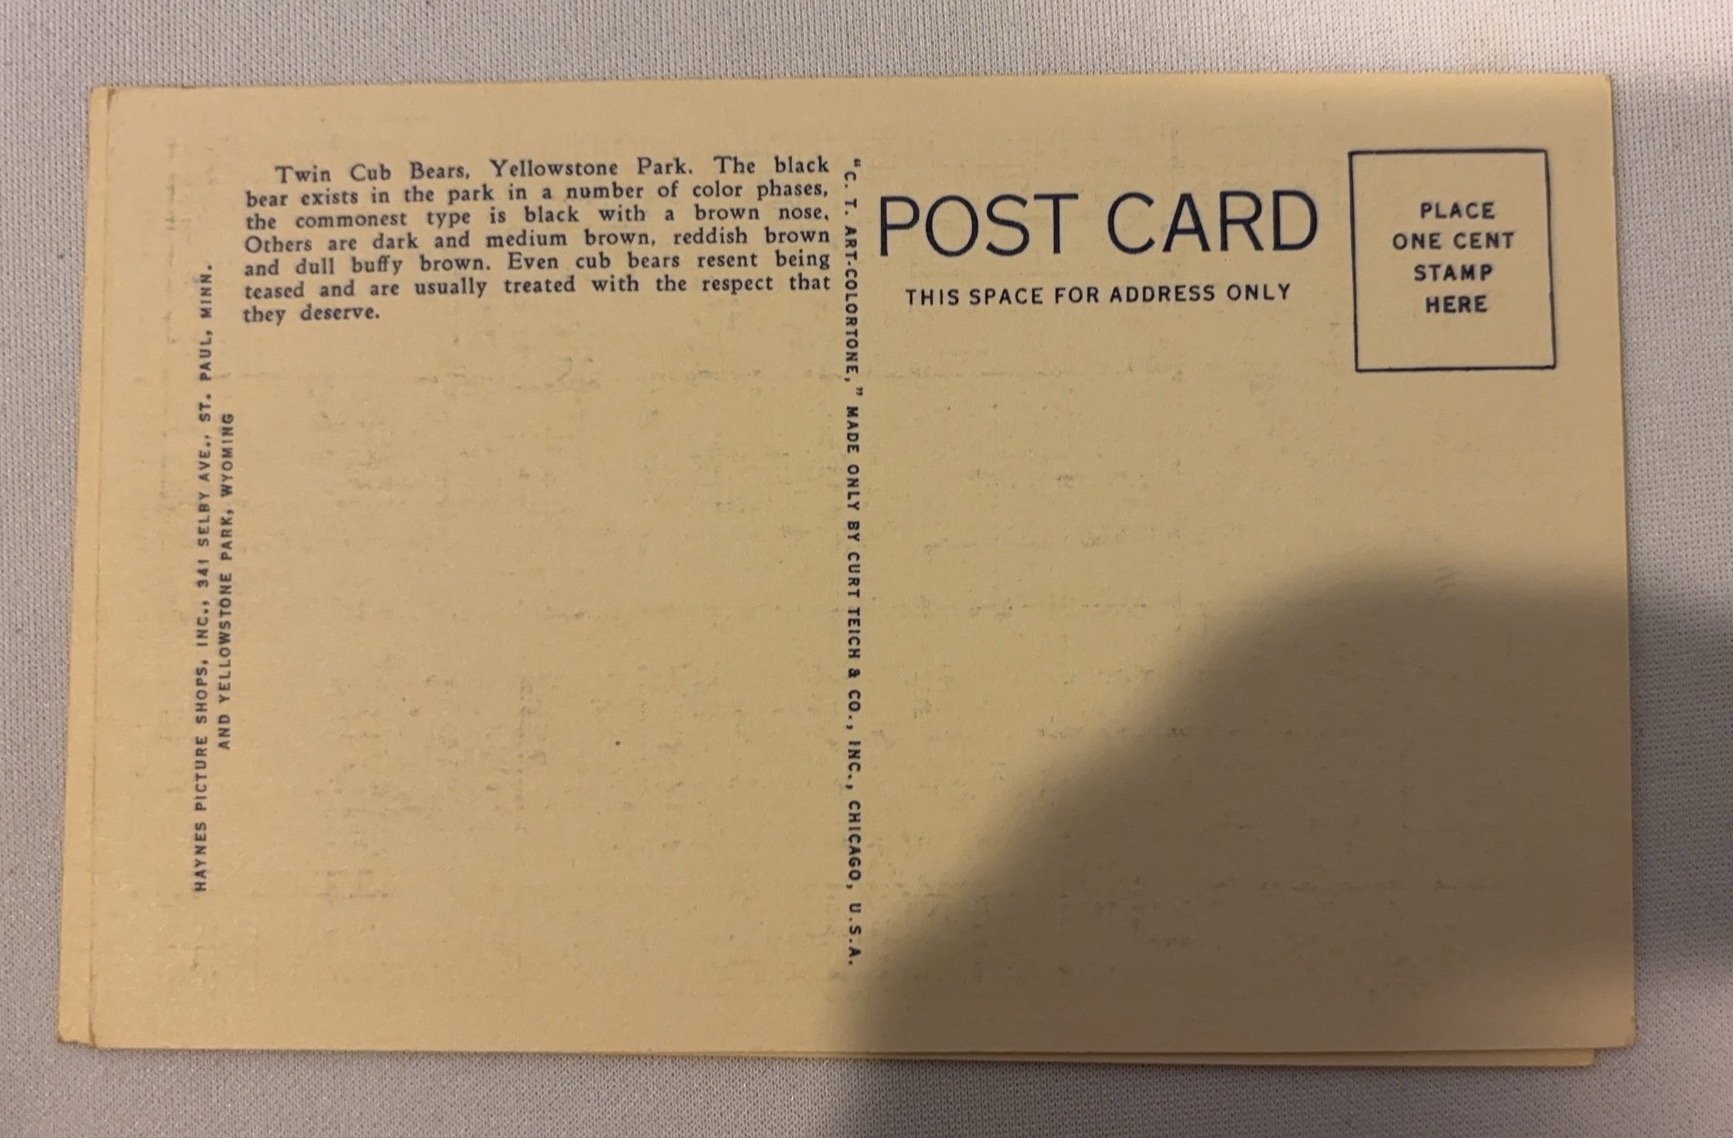 Twin Cub Bears, Yellowstone Park. The black
bear exists in the park in a number of color phases,
the commonest type is black with a brown nose.
Others are dark and medium brown, reddish brown
and dull buffy brown. Even cub bears resent being
teased and are usually treated with the respect that
they deserve.
HAYNES PICTURE SHOPS, INC., 341 SELBY AVE., ST. PAUL, MINN.
AND YELLOWSTONE PARK, WYOMING
"C. T. ART-COLORTONE," MADE ONLY BY CURT TEICH & CO., INC., CHICAGO, U.S.A.
POST CARD
THIS SPACE FOR ADDRESS ONLY
PLACE
ONE CENT
STAMP
HERE